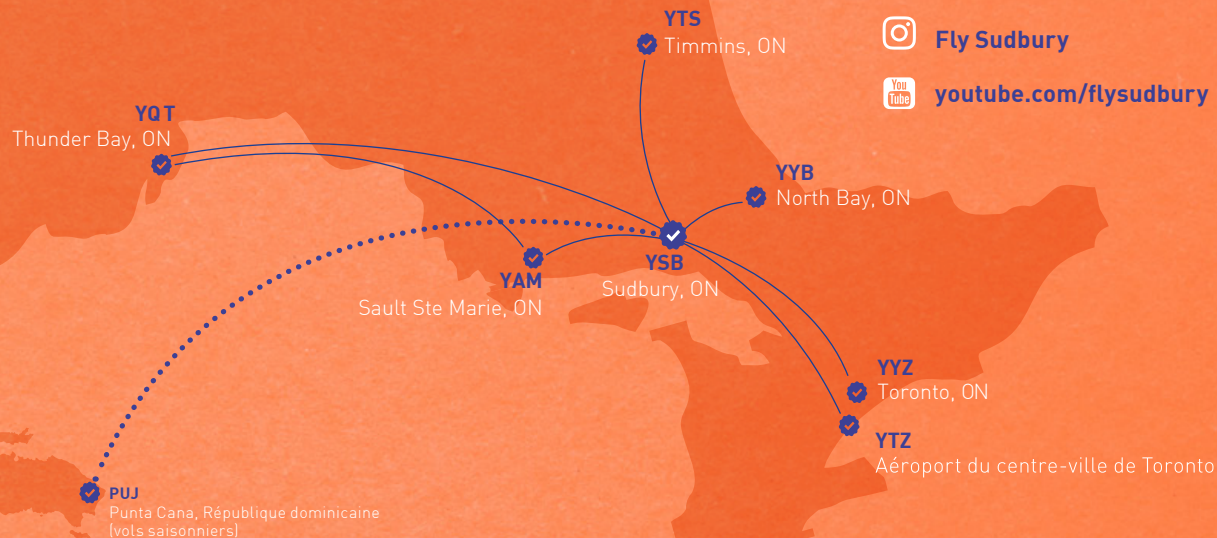 YTS
Timmins, ON
Fly Sudbury
You
Tube
youtube.com/flysudbury
YQT
Thunder Bay, ON
YYB
North Bay, ON
YSB
Sudbury, ON
YAM
Sault Ste Marie, ON
YYZ
Toronto, ON
YTZ
Aéroport du centre-ville de Toronto
PUJ
Punta Cana, République dominicaine
(vols saisonniers)